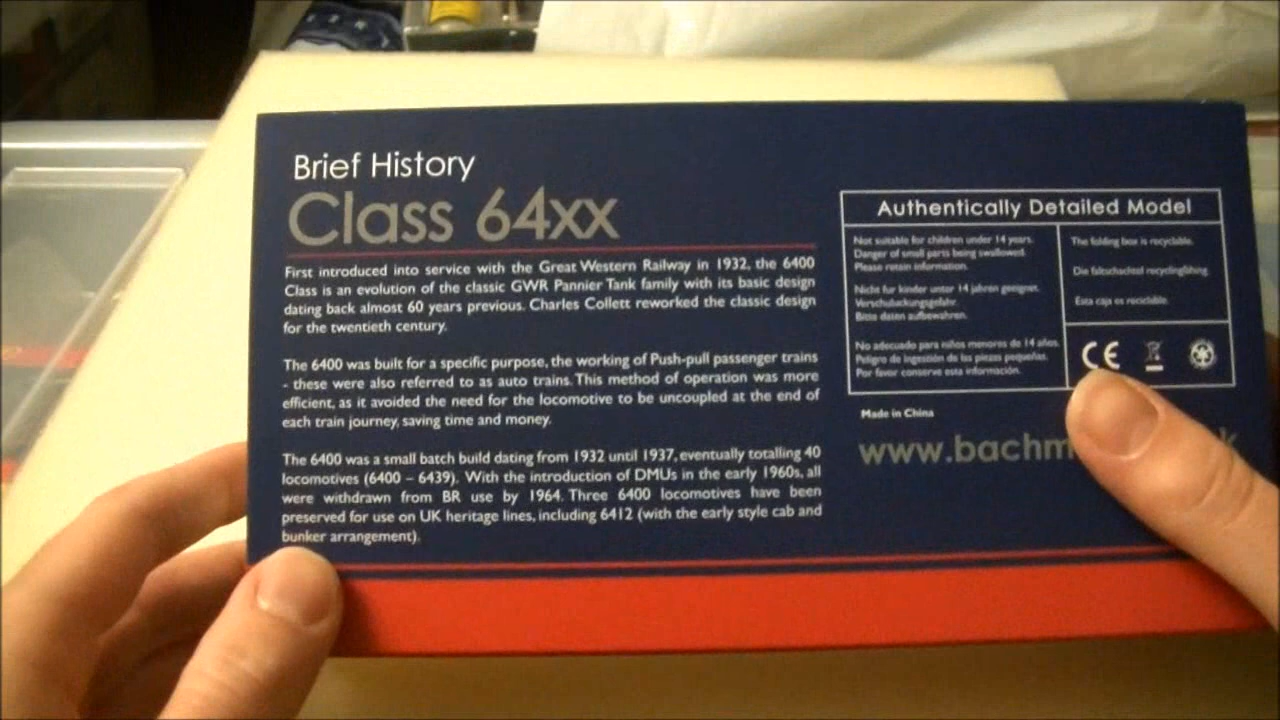 Brief History
Class 64xx
First introduced into service with the Great Western Railway in 1932, the 6400
Class is an evolution of the classic GWR Pannier Tank family with its basic design
dating back almost 60 years previous. Charles Collett reworked the classic design
for the twentieth century.
The 6400 was built for a specific purpose, the working of Push-pull passenger trains
- these were also referred to as auto trains. This method of operation was more
efficient, as it avoided the need for the locomotive to be uncoupled at the end of
each train journey, saving time and money.
The 6400 was a small batch build dating from 1932 until 1937, eventually totalling 40
locomotives (6400 – 6439). With the introduction of DMUs in the early 1960s, all
were withdrawn from BR use by 1964. Three 6400 locomotives have been
preserved for use on UK heritage lines, including 6412 (with the early style cab and
bunker arrangement).
Authentically Detailed Model
Not suitable for children under 14 years.
Danger of small parts being swallowed.
Please retain information.
Nicht fur kinder unter 14 jahren geeignet.
Verschuluckungsgefahr.
Bitte daten aufbewahren.
No adecuado para niños menores de 14 años.
Peligro de ingestión de las piezas pequeñas.
Por favor conserve esta información.
The folding box is recyclable.
Die faltschachtel recyclingfähing.
Esta caja es reciclable.
CE
Made in China
www.bachm